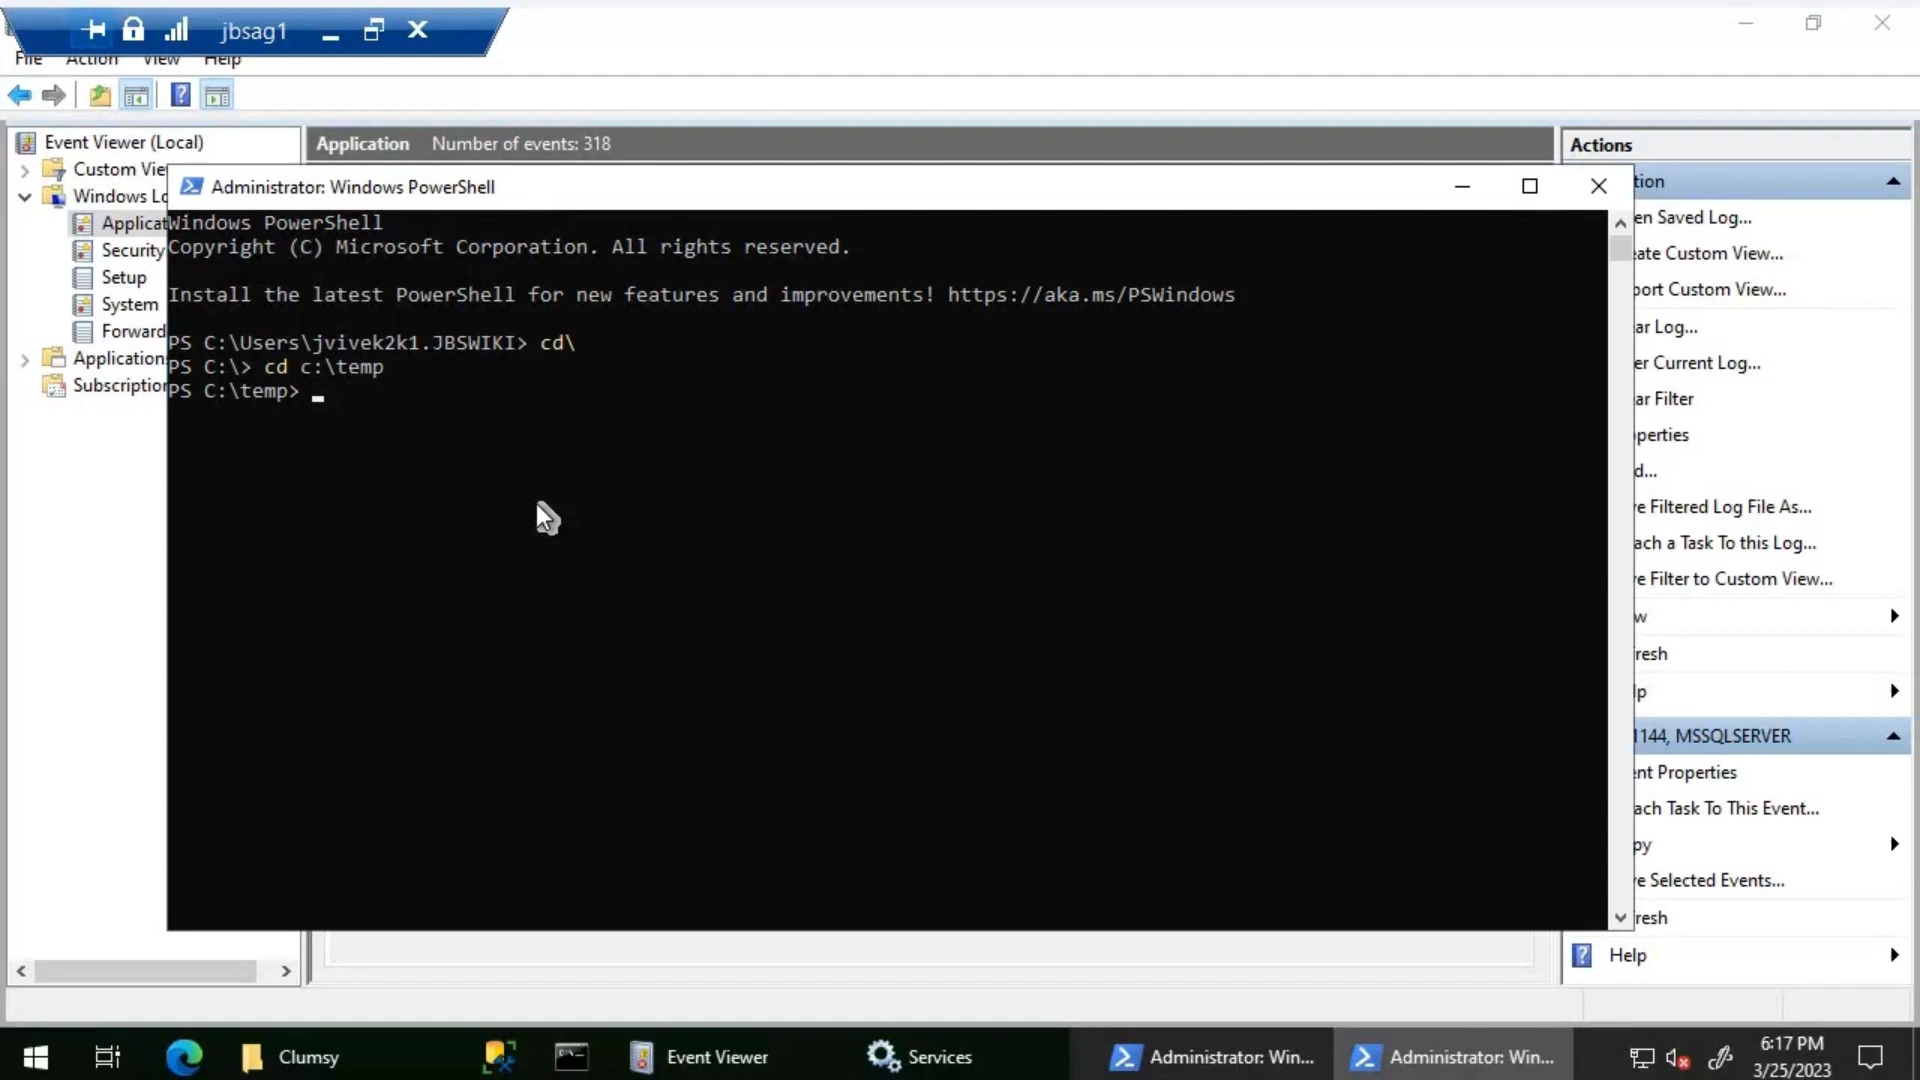 jbsag1
File Action View Help
Event Viewer (Local)
Custom Vie
Windows Lo
Applicat
Security
Setup
System
Forward
Application
Subscription
Application Number of events: 318
Administrator: Windows PowerShell
Windows PowerShell
Copyright (C) Microsoft Corporation. All rights reserved.
Install the latest PowerShell for new features and improvements! https://aka.ms/PSWindows
PS C:\Users\jvivek2k1.JBSWIKI> cd\
PS C:\> cd c:\temp
PS C:\temp>
Actions
tion
en Saved Log...
eate Custom View...
port Custom View...
ar Log...
er Current Log...
ar Filter
perties
d...
e Filtered Log File As...
ach a Task To this Log...
e Filter to Custom View...
w
resh
lp
1144, MSSQLSERVER
nt Properties
ach Task To This Event...
py
e Selected Events...
resh
Help
Clumsy
Event Viewer
Services
Administrator: Win...
Administrator: Win...
6:17 PM
3/25/2023